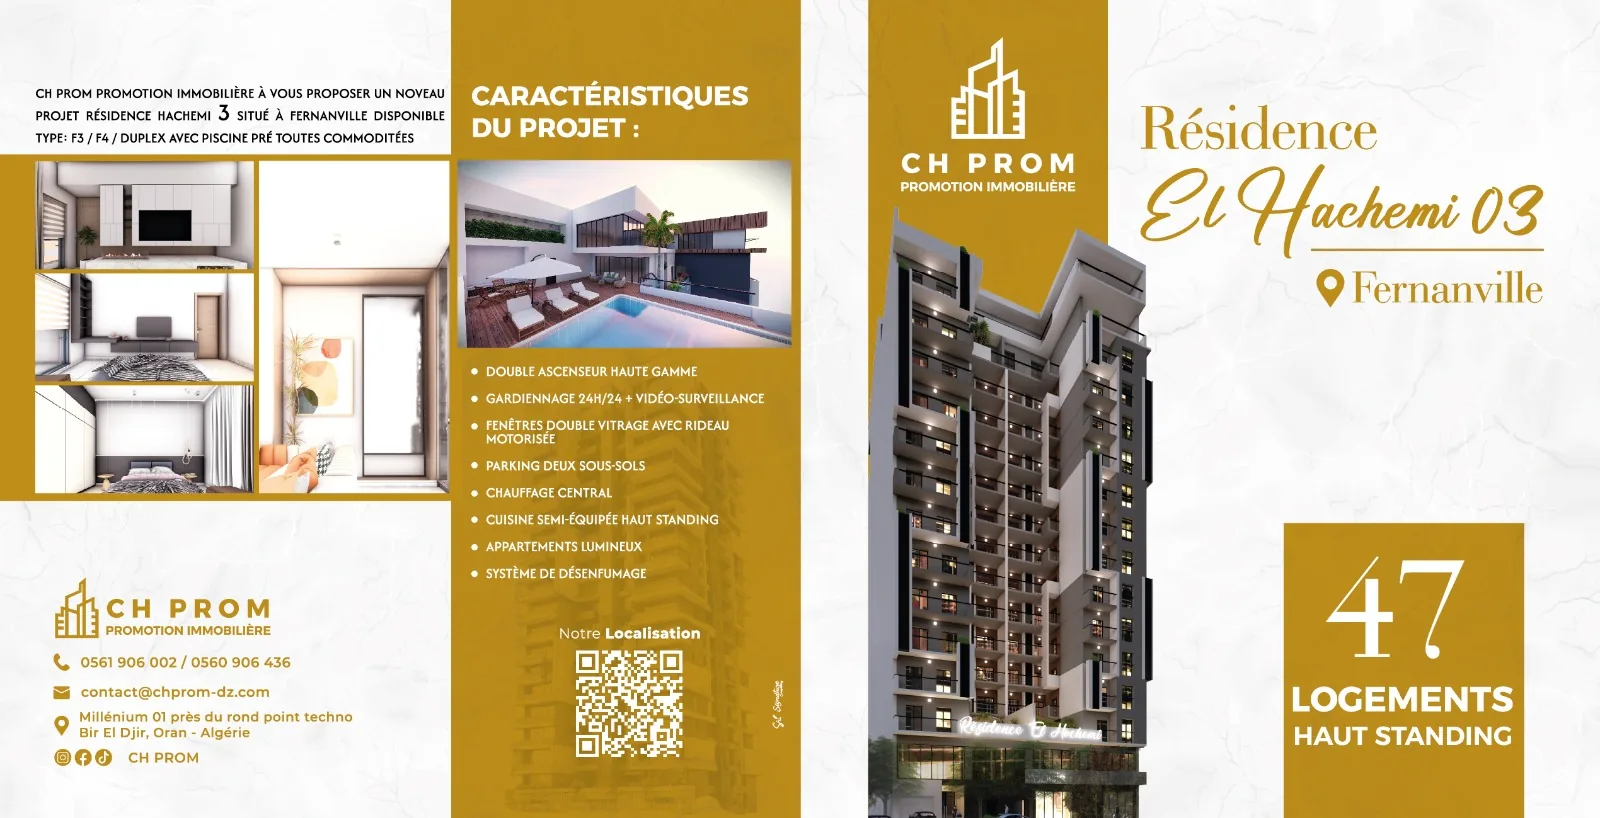 CH PROM PROMOTION IMMOBILIÈRE À VOUS PROPOSER UN NOVEAU
PROJET RÉSIDENCE HACHEMI 3 SITUÉ À FERNANVILLE DISPONIBLE
TYPE: F3 / F4 / DUPLEX AVEC PISCINE PRÉ TOUTES COMMODITÉES
CH PROM
PROMOTION IMMOBILIÈRE
0561 906 002 / 0560 906 436
contact@chprom-dz.com
Millénium 01 près du rond point techno
Bir El Djir, Oran - Algérie
CH PROM
CARACTÉRISTIQUES
DU PROJET :
• DOUBLE ASCENSEUR HAUTE GAMME
• GARDIENNAGE 24H/24 + VIDÉO-SURVEILLANCE
• FENÊTRES DOUBLE VITRAGE AVEC RIDEAU
MOTORISÉE
• PARKING DEUX SOUS-SOLS
• CHAUFFAGE CENTRAL
• CUISINE SEMI-ÉQUIPÉE HAUT STANDING
• APPARTEMENTS LUMINEUX
• SYSTÈME DE DÉSENFUMAGE
Notre Localisation
CH PROM
PROMOTION IMMOBILIÈRE
Résidence
El Hachemi 03
Fernanville
Résidence El Hachemi
47
LOGEMENTS
HAUT STANDING